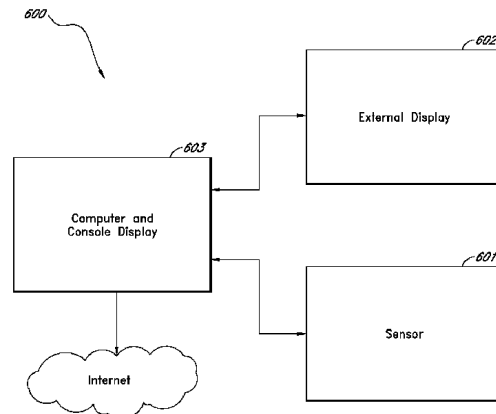 600
602
External Display
603
Computer and
Console Display
601
Sensor
Internet